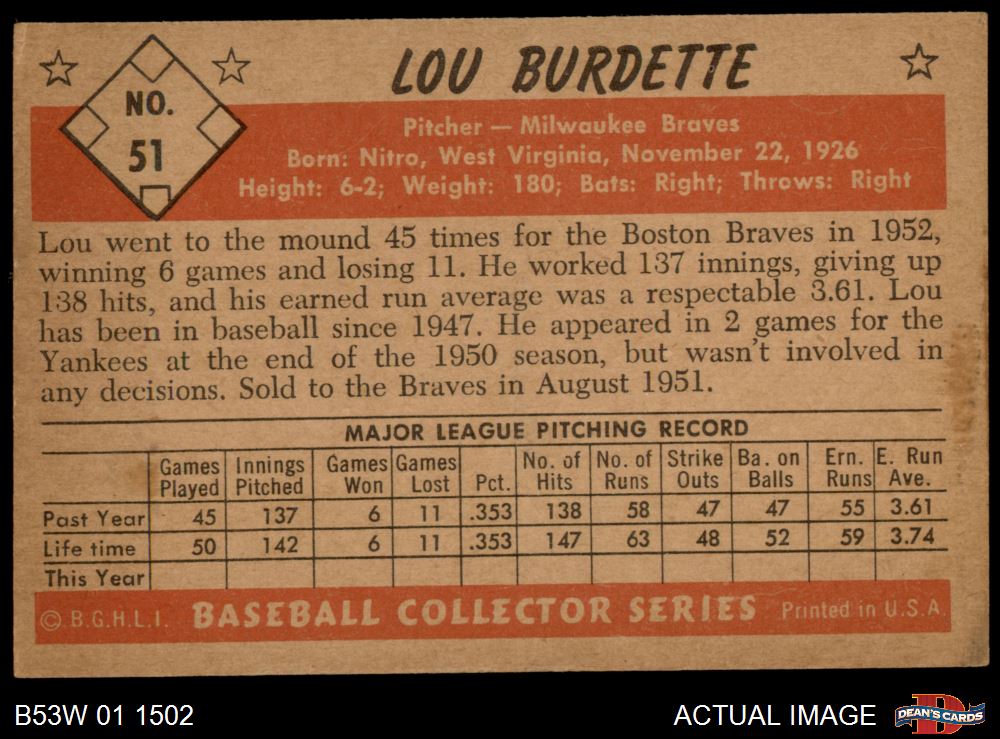 LOU BURDETTE
NO.
51
Pitcher — Milwaukee Braves
Born: Nitro, West Virginia, November 22, 1926
Height: 6-2; Weight: 180; Bats: Right; Throws: Right
Lou went to the mound 45 times for the Boston Braves in 1952,
winning 6 games and losing 11. He worked 137 innings, giving up
138 hits, and his earned run average was a respectable 3.61. Lou
has been in baseball since 1947. He appeared in 2 games for the
Yankees at the end of the 1950 season, but wasn't involved in
any decisions. Sold to the Braves in August 1951.
MAJOR LEAGUE PITCHING RECORD
Games Innings Games Games No. of No. of Strike Ba. on Ern. E. Run
Played Pitched Won Lost Pct. Hits Runs Outs Balls Runs Ave.
Past Year 45 137 6 11 .353 138 58 47 47 55 3.61
Life time 50 142 6 11 .353 147 63 48 52 59 3.74
This Year
© B.G.H.L.I. BASEBALL COLLECTOR SERIES Printed in U.S.A.
B53W 01 1502 ACTUAL IMAGE DEAN'S CARDS